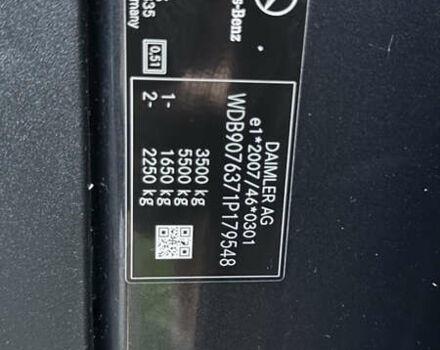 s-Benz
835
rmany
0.51
DAIMLER AG
e1*2007/46*0301
WDB9076371P179548
3500 kg
5500 kg
1- 1650 kg
2- 2250 kg